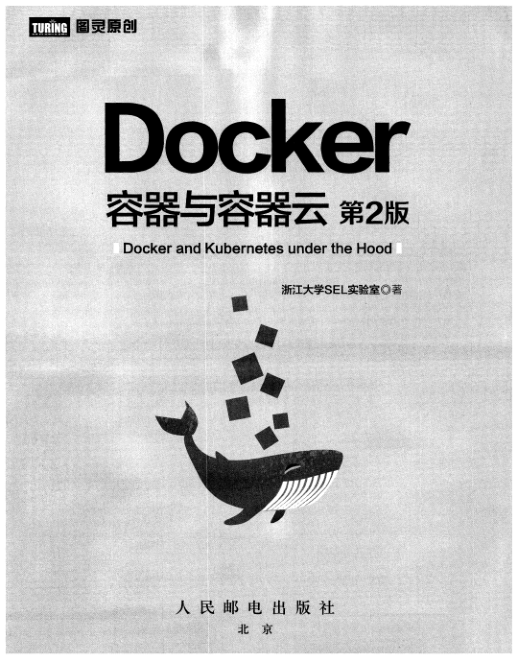 TURING 图灵原创
Docker
容器与容器云 第2版
Docker and Kubernetes under the Hood
浙江大学SEL实验室◎著
人民邮电出版社
北京